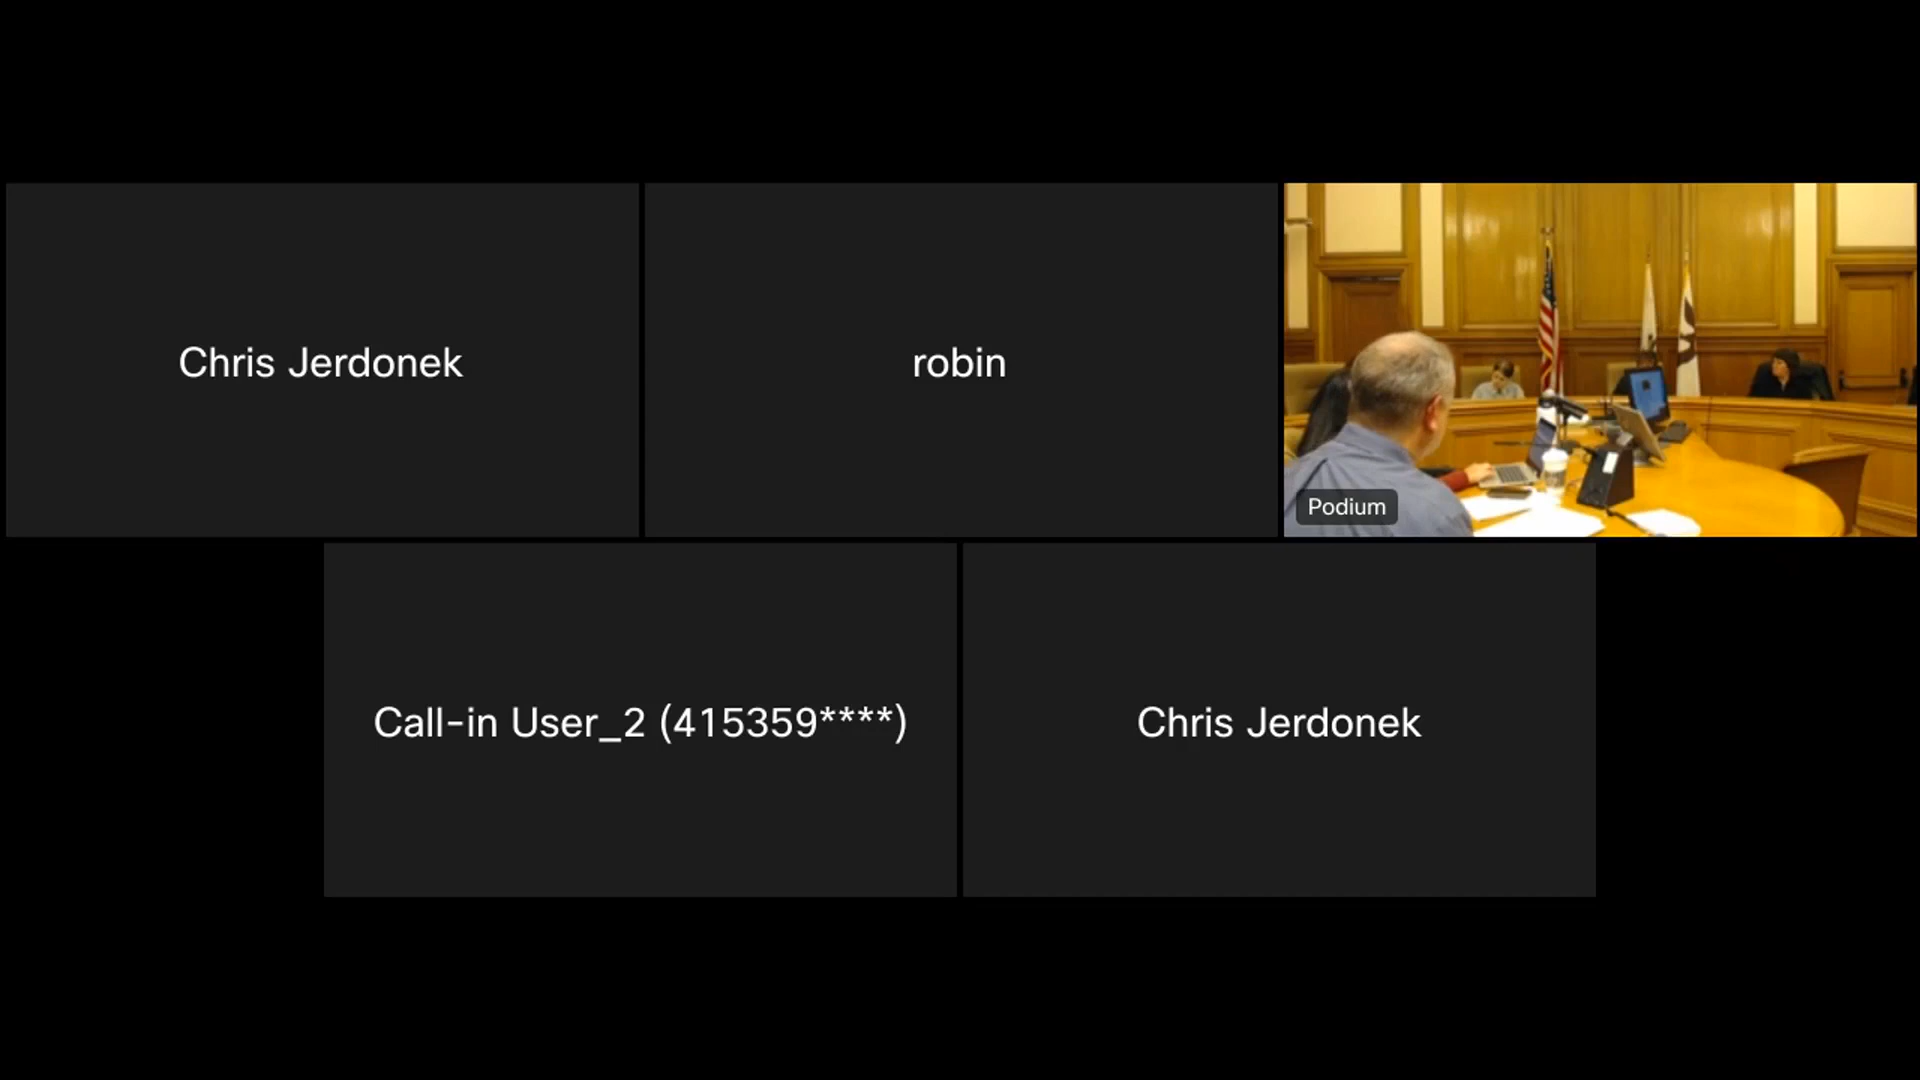 Chris Jerdonek
robin
Podium
Call-in User_2 (415359****)
Chris Jerdonek